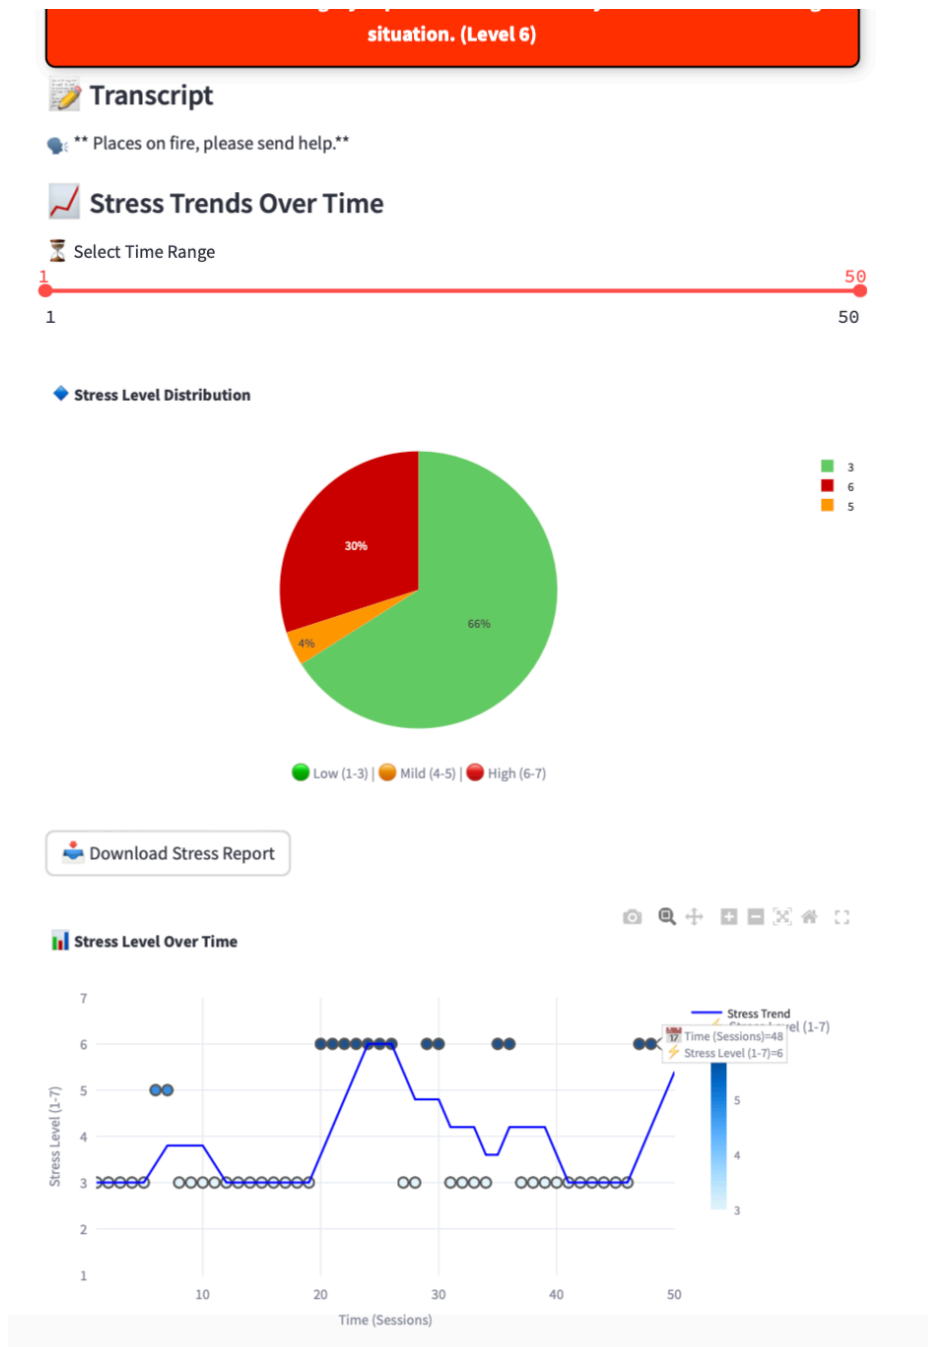 situation. (Level 6)
Transcript
** Places on fire, please send help.**
Stress Trends Over Time
Select Time Range
1 50
1 50
Stress Level Distribution
3
6
5
30%
66%
4%
Low (1-3) | Mild (4-5) | High (6-7)
Download Stress Report
Stress Level Over Time
7
6
5
4
3
2
1
Stress Level (1-7)
10 20 30 40 50
Time (Sessions)
Stress Trend
Stress Level (1-7)
Time (Sessions)=48
Stress Level (1-7)=6
5
4
3